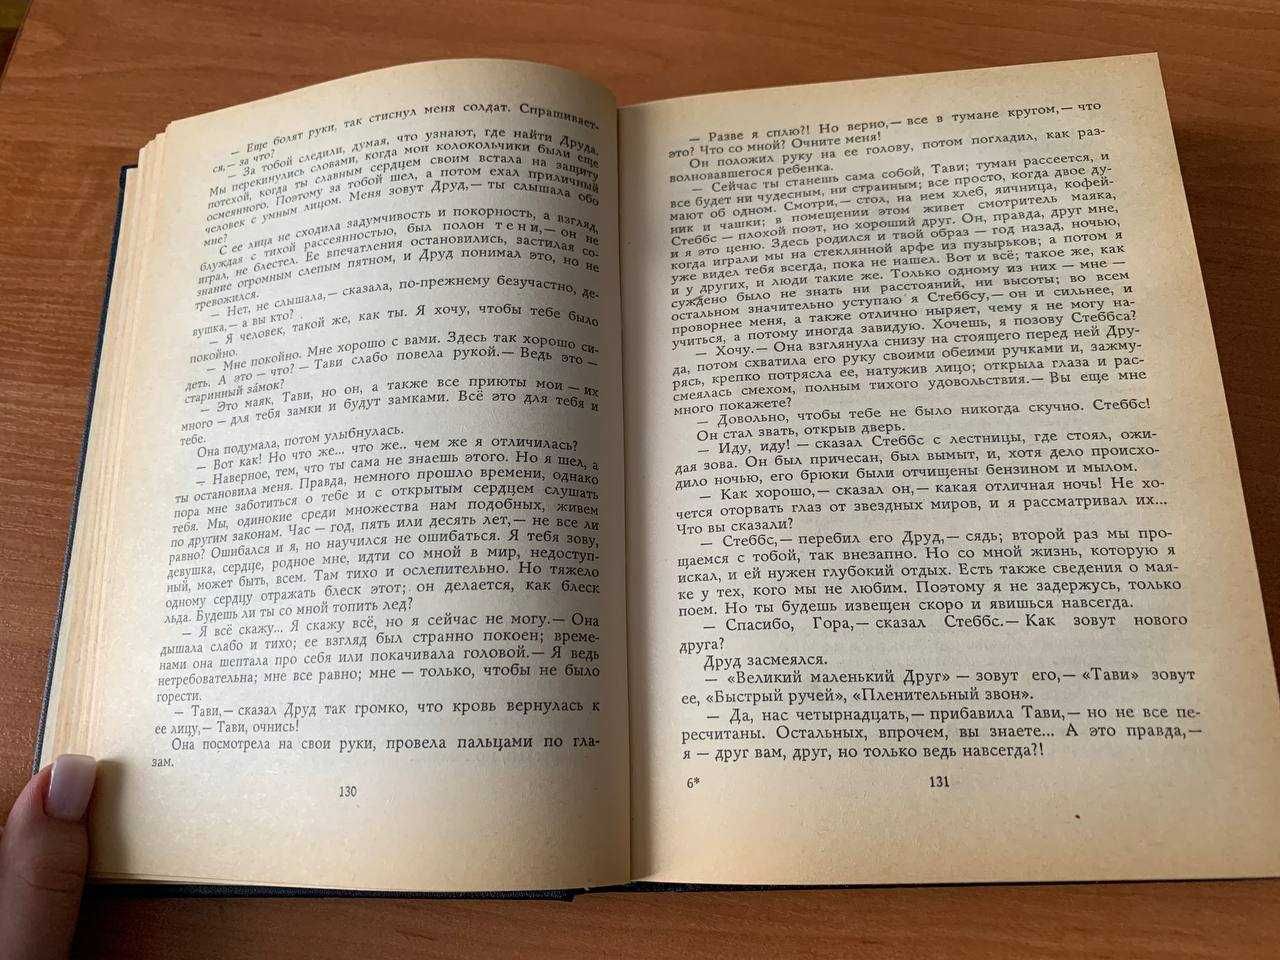 — Еще болят руки, так стиснул меня солдат. Спрашивает-
ся,— за что?
— За тобой следили, думая, что узнают, где найти Друда.
Мы перекинулись словами, когда мои колокольчики были еще
потехой, когда ты славным сердцем своим встала на защиту
осмеянного. Поэтому за тобой шел, а потом ехал приличный
человек с умным лицом. Меня зовут Друд,— ты слышала обо
мне?
С ее лица не сходила задумчивость и покорность, а взгляд,
блуждая с тихой рассеянностью, был полон тени,— он не
играл, не блестел. Ее впечатления остановились, застилая со-
знание огромным слепым пятном, и Друд понимал это, но не
тревожился.
— Нет, не слышала,— сказала, по-прежнему безучастно, де-
вушка,— а вы кто?
— Я человек, такой же, как ты. Я хочу, чтобы тебе было
покойно.
— Мне покойно. Мне хорошо с вами. Здесь так хорошо си-
деть. А это — что? — Тави слабо повела рукой.— Ведь это —
старинный за́мок?
— Это маяк, Тави, но он, а также все приюты мои — их
много — для тебя замки и будут замками. Всё это для тебя и
тебе.
Она подумала, потом улыбнулась.
— Вот как! Но что же... что же.. чем же я отличилась?
— Наверное, тем, что ты сама не знаешь этого. Но я шел, а
ты остановила меня. Правда, немного прошло времени, однако
пора мне заботиться о тебе и с открытым сердцем слушать
тебя. Мы, одинокие среди множества нам подобных, живем
по другим законам. Час — год, пять или десять лет,— не все ли
равно? Ошибался и я, но научился не ошибаться. Я тебя зову,
девушка, сердце, родное мне, идти со мной в мир, недоступ-
ный, может быть, всем. Там тихо и ослепительно. Но тяжело
одному сердцу отражать блеск этот; он делается, как блеск
льда. Будешь ли ты со мной топить лед?
— Я всё скажу... Я скажу всё, но я сейчас не могу.— Она
дышала слабо и тихо; ее взгляд был странно покоен; време-
нами она шептала про себя или покачивала головой.— Я ведь
нетребовательна; мне все равно; мне — только, чтобы не было
горести.
— Тави,— сказал Друд так громко, что кровь вернулась к
ее лицу,— Тави, очнись!
Она посмотрела на свои руки, провела пальцами по гла-
зам.
130
— Разве я сплю?! Но верно,— все в тумане кругом,— что
это? Что со мной? Очните меня!
Он положил руку на ее голову, потом погладил, как раз-
волновавшегося ребенка.
— Сейчас ты станешь сама собой, Тави; туман рассеется, и
все будет ни чудесным, ни странным; все просто, когда двое ду-
мают об одном. Смотри,— стол, на нем хлеб, яичница, кофей-
ник и чашки; в помещении этом живет смотритель маяка,
Стеббс — плохой поэт, но хороший друг. Он, правда, друг мне,
и я это ценю. Здесь родился и твой образ — год назад, ночью,
когда играли мы на стеклянной арфе из пузырьков; а потом я
уже видел тебя всегда, пока не нашел. Вот и всё; такое же, как
и у других, и люди такие же. Только одному из них — мне —
суждено было не знать ни расстояний, ни высоты; во всем
остальном значительно уступаю я Стеббсу,— он и сильнее, и
проворнее меня, а также отлично ныряет, чему я не могу на-
учиться, а потому иногда завидую. Хочешь, я позову Стеббса?
— Хочу.— Она взглянула снизу на стоящего перед ней Дру-
да, потом схватила его руку своими обеими ручками и, зажму-
рясь, крепко потрясла ее, натужив лицо; открыла глаза и рас-
смеялась смехом, полным тихого удовольствия.— Вы еще мне
много покажете?
— Довольно, чтобы тебе не было никогда скучно. Стеббс!
Он стал звать, открыв дверь.
— Иду, иду! — сказал Стеббс с лестницы, где стоял, ожи-
дая зова. Он был причесан, был вымыт, и, хотя дело происхо-
дило ночью, его брюки были отчищены бензином и мылом.
— Как хорошо,— сказал он,— какая отличная ночь! Не хо-
чется оторвать глаз от звездных миров, и я рассматривал их...
Что вы сказали?
— Стеббс,— перебил его Друд,— сядь; второй раз мы про-
щаемся с тобой, так внезапно. Но со мной жизнь, которую я
искал, и ей нужен глубокий отдых. Есть также сведения о мая-
ке у тех, кого мы не любим. Поэтому я не задержусь, только
поем. Но ты будешь извещен скоро и явишься навсегда.
— Спасибо, Гора,— сказал Стеббс.— Как зовут нового
друга?
Друд засмеялся.
— «Великий маленький Друг» — зовут его,— «Тави» зовут
ее, «Быстрый ручей», «Пленительный звон».
— Да, нас четырнадцать,— прибавила Тави,— но не все пе-
ресчитаны. Остальных, впрочем, вы знаете... А это правда,—
я — друг вам, друг, но только ведь навсегда?!
6*
131